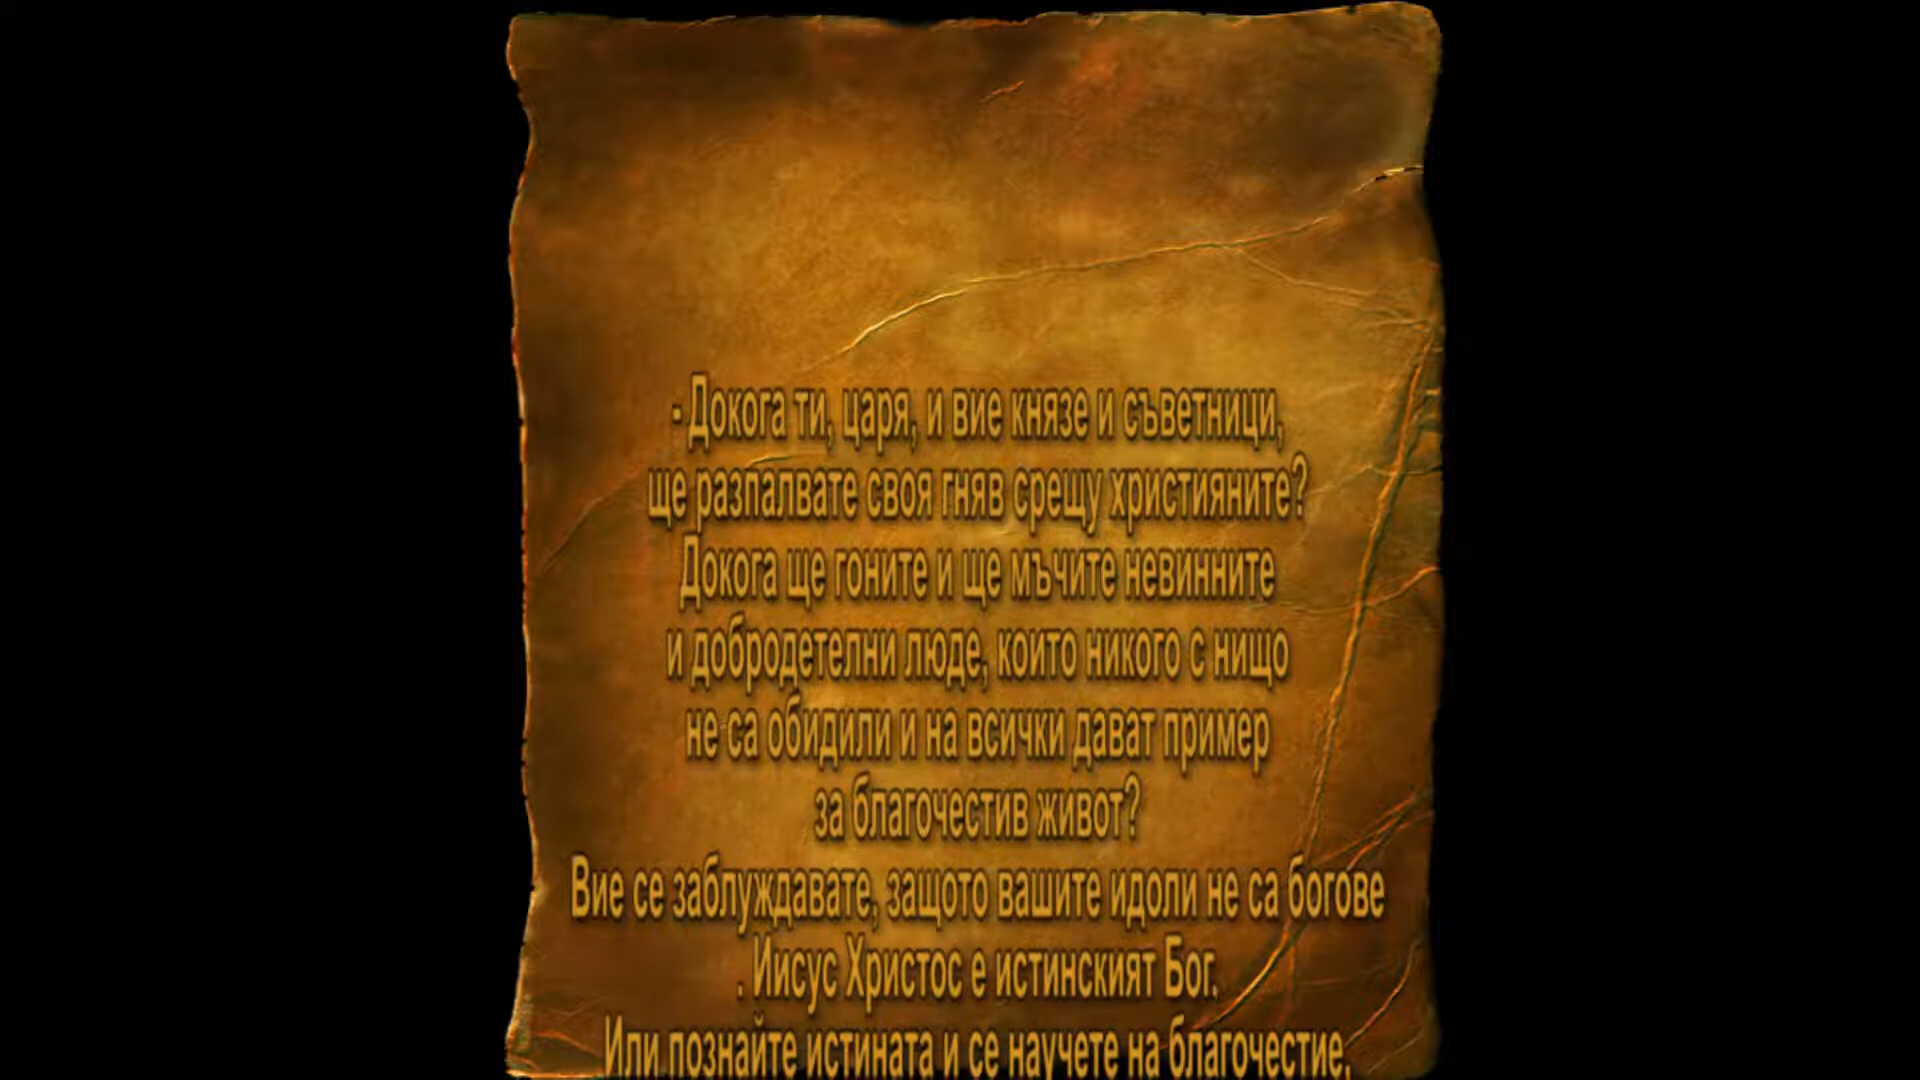 - Докога ти, царя, и вие князе и съветници,
ще разпалвате своя гняв срещу християните?
Докога ще гоните и ще мъчите невинните
и добродетелни люде, които никого с нищо
не са обидили и на всички дават пример
за благочестив живот?
Вие се заблуждавате, защото вашите идоли не са богове
. Иисус Христос е истинският Бог.
Или познайте истината и се научете на благочестие,